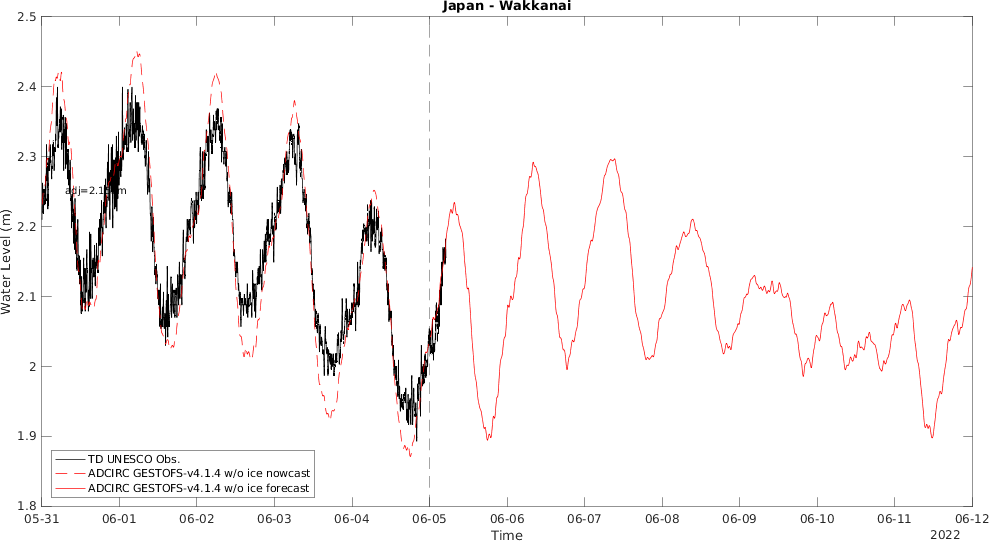 Japan - Wakkanai
2.5
2.4
2.3
2.2
2.1
2
1.9
1.8
Water Level (m)
TD UNESCO Obs.
ADCIRC GESTOFS-v4.1.4 w/o ice nowcast
ADCIRC GESTOFS-v4.1.4 w/o ice forecast
05-31 06-01 06-02 06-03 06-04 06-05 06-06 06-07 06-08 06-09 06-10 06-11 06-12
Time
2022